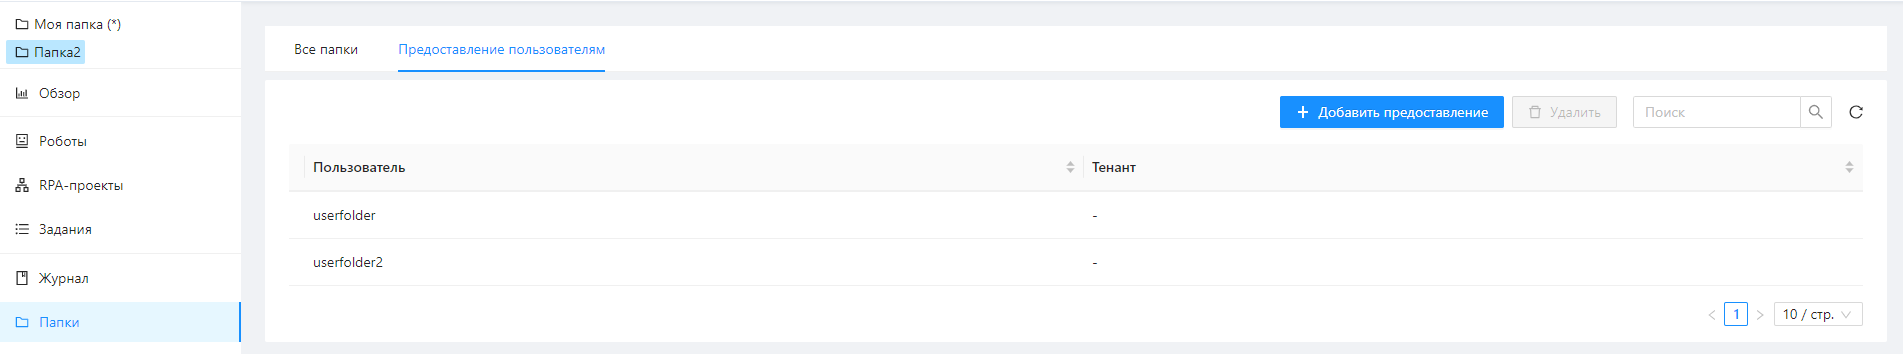 Моя папка (*)
Папка2
Обзор
Роботы
RPA-проекты
Задания
Журнал
Папки
Все папки Предоставление пользователям
Добавить предоставление Удалить Поиск
Пользователь Тенант
userfolder -
userfolder2 -
1 10 / стр.